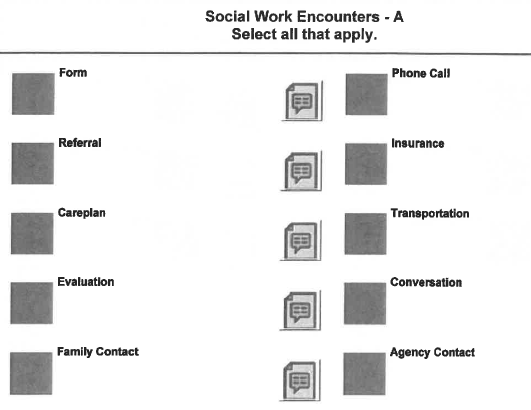 Social Work Encounters - A
Select all that apply.
Form
Phone Call
Referral
Insurance
Careplan
Transportation
Evaluation
Conversation
Family Contact
Agency Contact